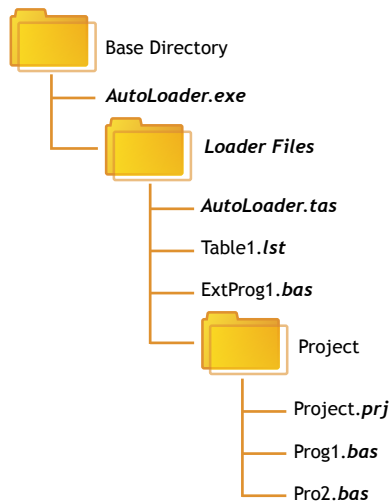 Base Directory
AutoLoader.exe
Loader Files
AutoLoader.tas
Table1.lst
ExtProg1.bas
Project
Project.prj
Prog1.bas
Pro2.bas